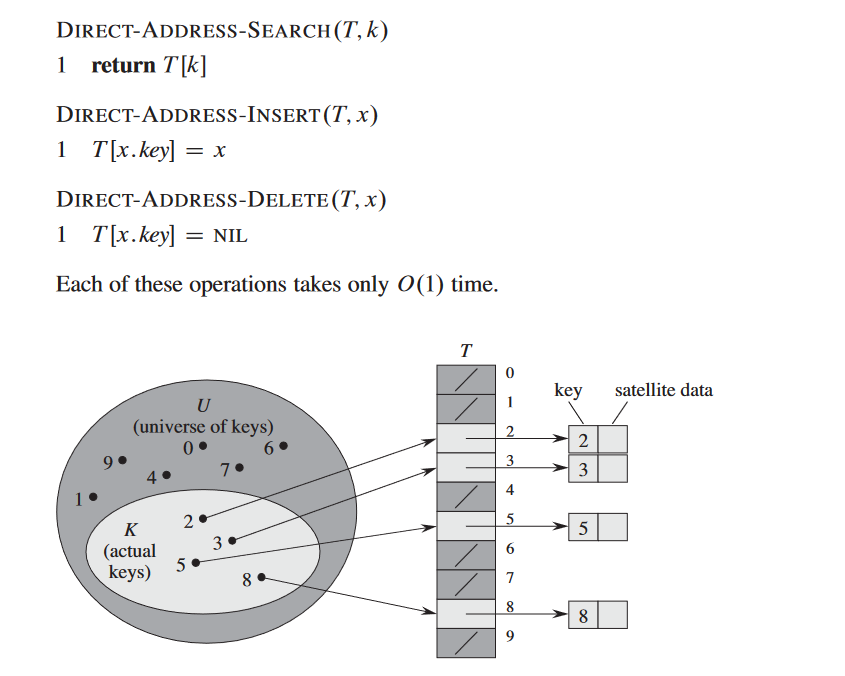 DIRECT-ADDRESS-SEARCH(T, k)
1 return T[k]
DIRECT-ADDRESS-INSERT(T, x)
1 T[x.key] = x
DIRECT-ADDRESS-DELETE(T, x)
1 T[x.key] = NIL
Each of these operations takes only O(1) time.
T
U
(universe of keys)
0
6
9
4
7
1
K
(actual
keys)
2
3
5
8
0
1
2
3
4
5
6
7
8
9
key satellite data
2
3
5
8